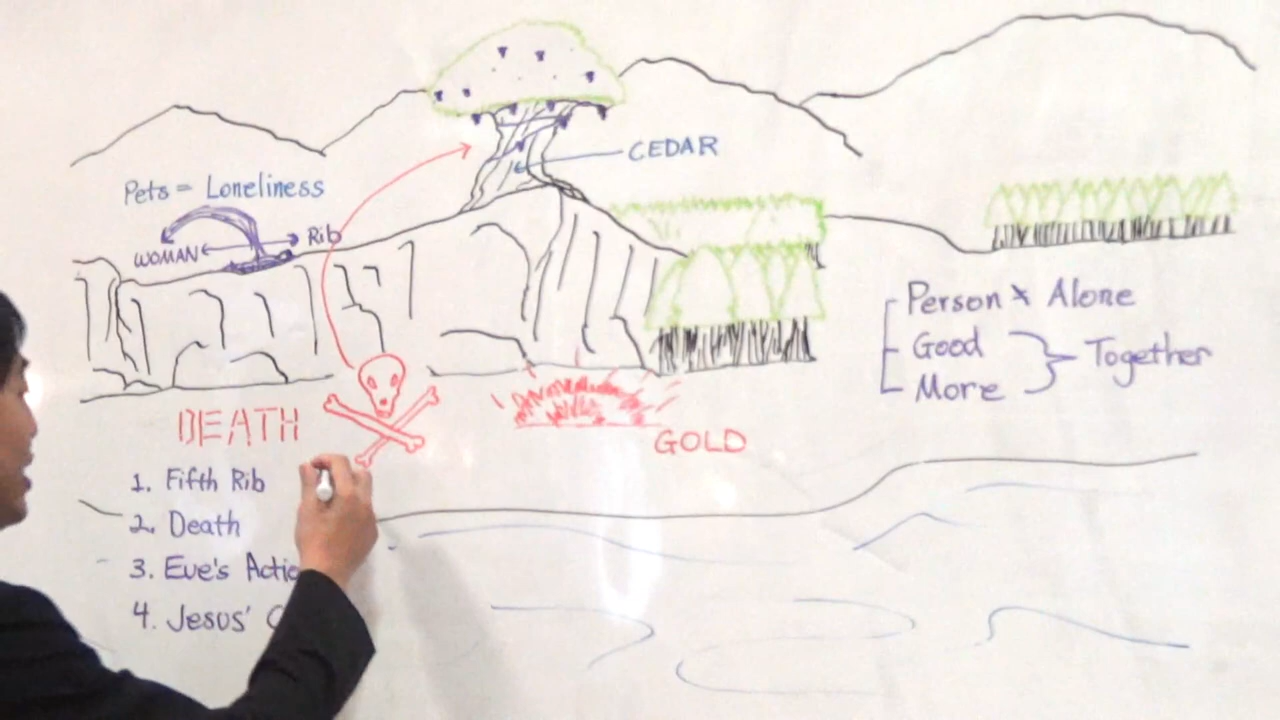 CEDAR
Pets = Loneliness
Rib
WOMAN
Person x Alone
Good
More
Together
DEATH
GOLD
1. Fifth Rib
2. Death
3. Eve's
4. Jesus'